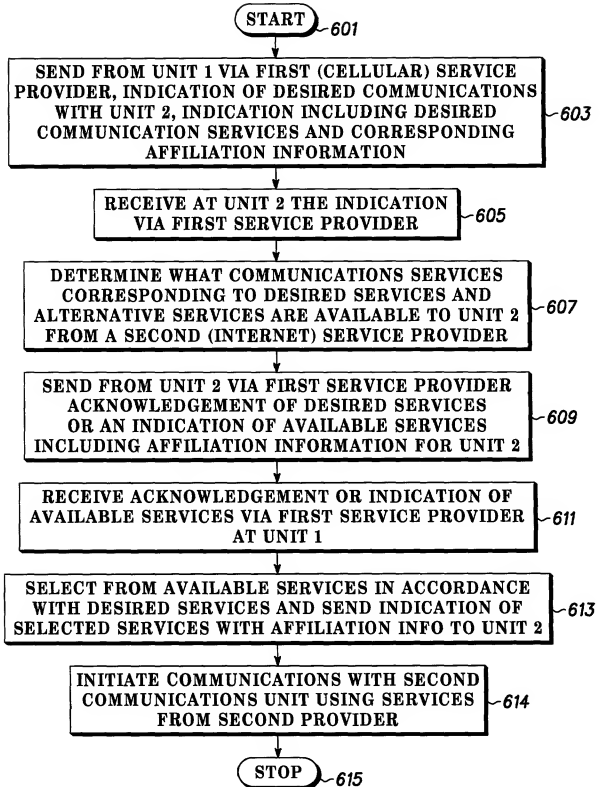 START
601
SEND FROM UNIT 1 VIA FIRST (CELLULAR) SERVICE
PROVIDER, INDICATION OF DESIRED COMMUNICATIONS
WITH UNIT 2, INDICATION INCLUDING DESIRED
COMMUNICATION SERVICES AND CORRESPONDING
AFFILIATION INFORMATION
603
RECEIVE AT UNIT 2 THE INDICATION
VIA FIRST SERVICE PROVIDER
605
DETERMINE WHAT COMMUNICATIONS SERVICES
CORRESPONDING TO DESIRED SERVICES AND
ALTERNATIVE SERVICES ARE AVAILABLE TO UNIT 2
FROM A SECOND (INTERNET) SERVICE PROVIDER
607
SEND FROM UNIT 2 VIA FIRST SERVICE PROVIDER
ACKNOWLEDGEMENT OF DESIRED SERVICES
OR AN INDICATION OF AVAILABLE SERVICES
INCLUDING AFFILIATION INFORMATION FOR UNIT 2
609
RECEIVE ACKNOWLEDGEMENT OR INDICATION OF
AVAILABLE SERVICES VIA FIRST SERVICE PROVIDER
AT UNIT 1
611
SELECT FROM AVAILABLE SERVICES IN ACCORDANCE
WITH DESIRED SERVICES AND SEND INDICATION OF
SELECTED SERVICES WITH AFFILIATION INFO TO UNIT 2
613
INITIATE COMMUNICATIONS WITH SECOND
COMMUNICATIONS UNIT USING SERVICES
FROM SECOND PROVIDER
614
STOP
615